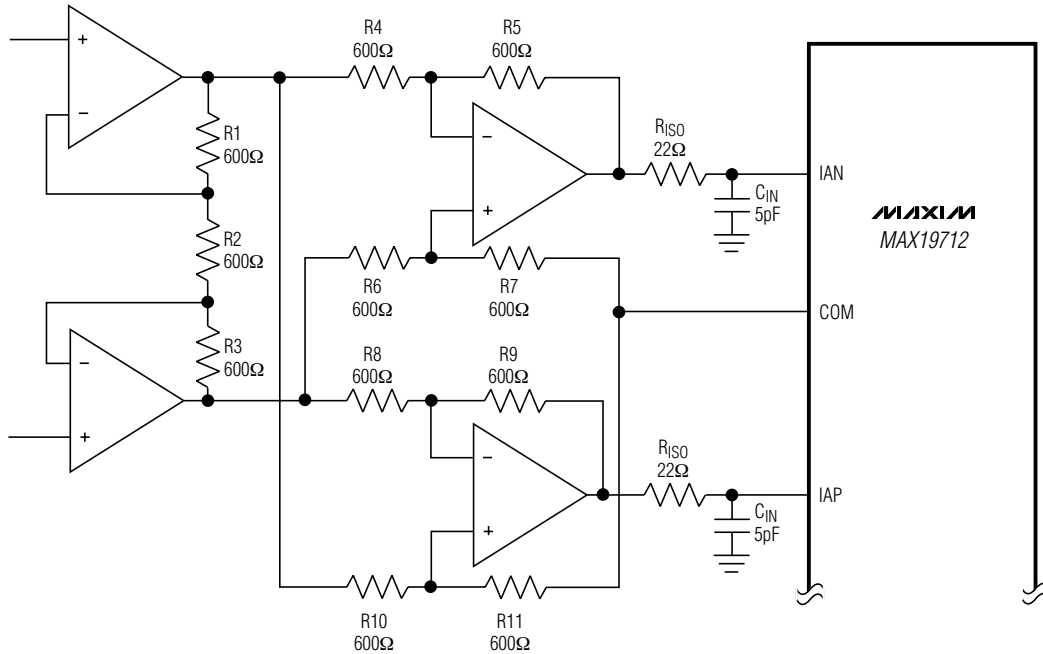 R4
600Ω
R5
600Ω
+
−
R1
600Ω
RISO
22Ω
−
IAN
CIN
5pF
+
MAXIM
MAX19712
R2
600Ω
R6
600Ω
R7
600Ω
COM
R3
600Ω
R8
600Ω
R9
600Ω
−
+
RISO
22Ω
−
IAP
CIN
5pF
+
R10
600Ω
R11
600Ω